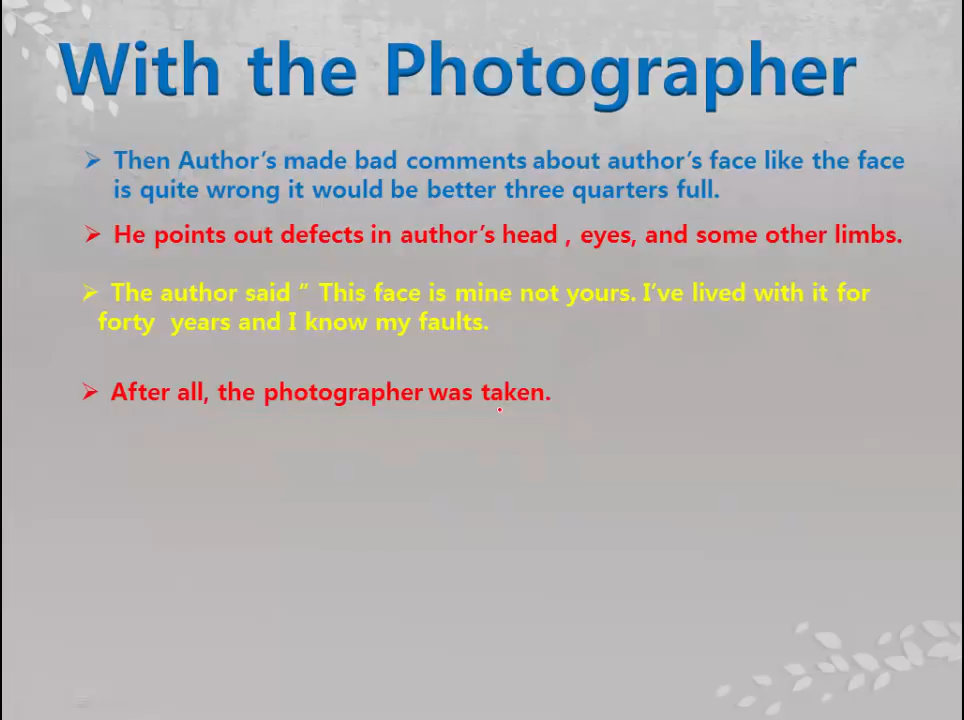 With the Photographer
Then Author's made bad comments about author's face like the face
is quite wrong it would be better three quarters full.
He points out defects in author's head , eyes, and some other limbs.
The author said " This face is mine not yours. I've lived with it for
forty years and I know my faults.
After all, the photographer was taken.